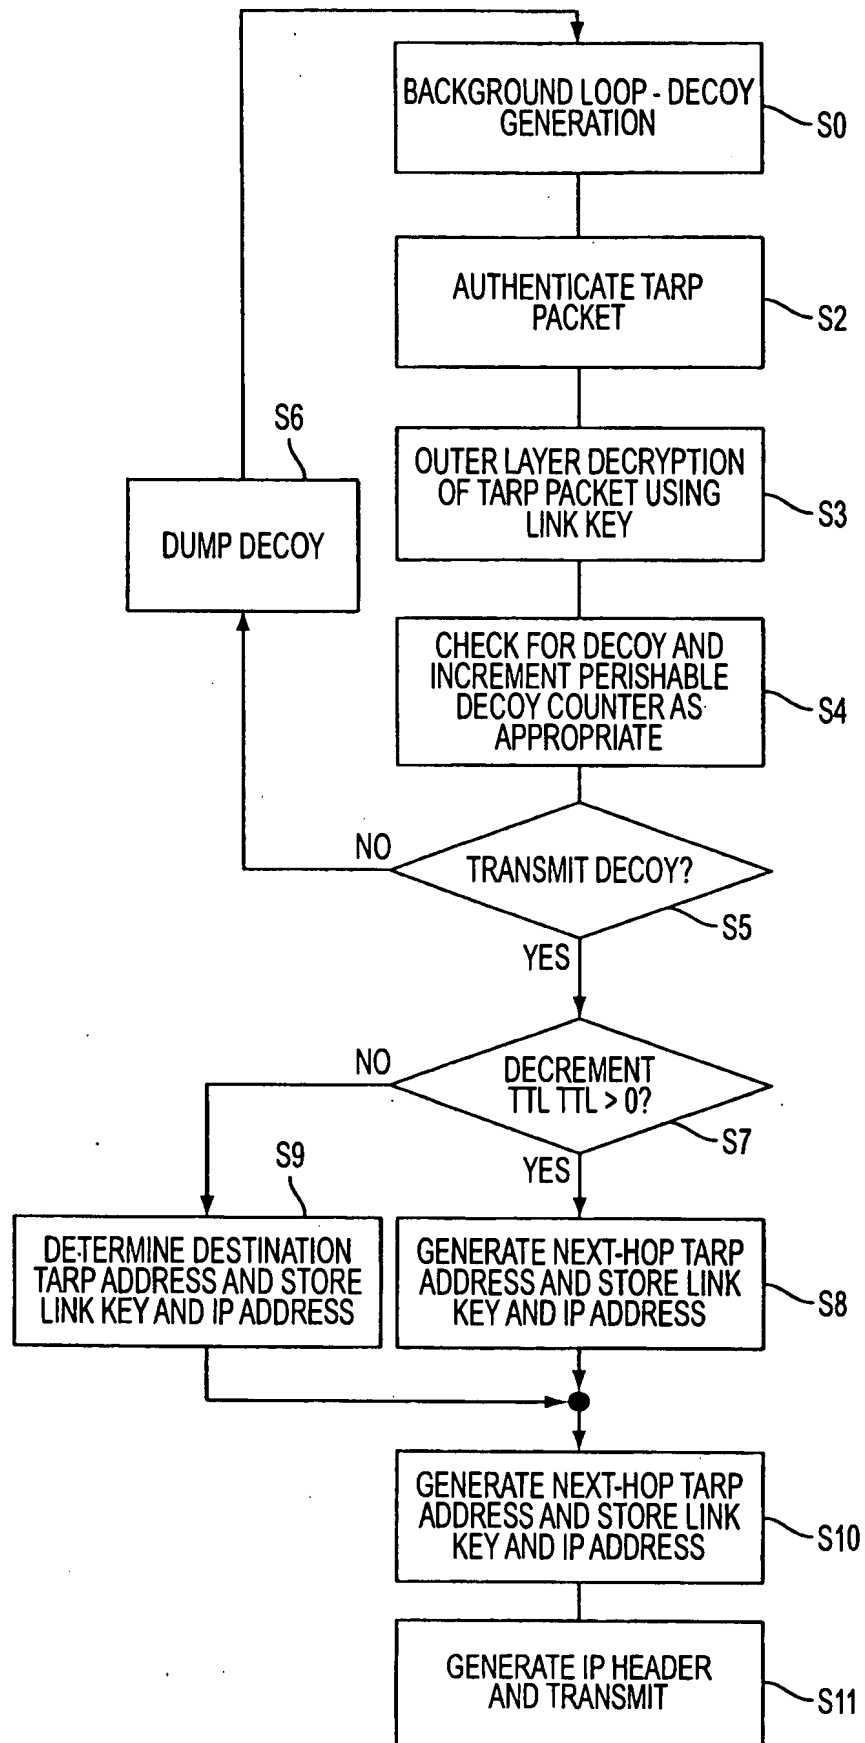 BACKGROUND LOOP - DECOY
GENERATION
S0
AUTHENTICATE TARP
PACKET
S2
S6
OUTER LAYER DECRYPTION
OF TARP PACKET USING
LINK KEY
S3
DUMP DECOY
CHECK FOR DECOY AND
INCREMENT PERISHABLE
DECOY COUNTER AS
APPROPRIATE
S4
NO
TRANSMIT DECOY?
S5
YES
NO
DECREMENT
TTL TTL > 0?
S7
YES
S9
DETERMINE DESTINATION
TARP ADDRESS AND STORE
LINK KEY AND IP ADDRESS
GENERATE NEXT-HOP TARP
ADDRESS AND STORE LINK
KEY AND IP ADDRESS
S8
GENERATE NEXT-HOP TARP
ADDRESS AND STORE LINK
KEY AND IP ADDRESS
S10
GENERATE IP HEADER
AND TRANSMIT
S11